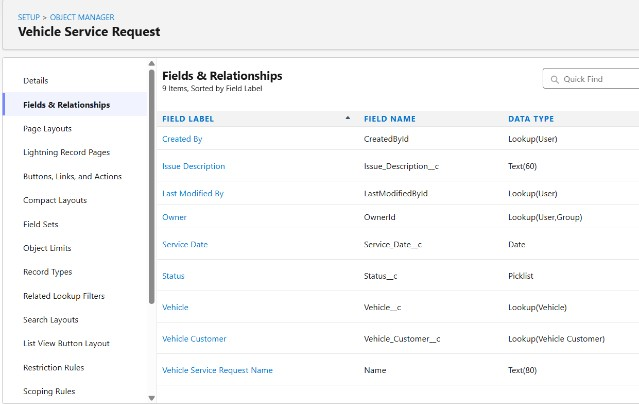 SETUP > OBJECT MANAGER
Vehicle Service Request
Details
Fields & Relationships
Page Layouts
Lightning Record Pages
Buttons, Links, and Actions
Compact Layouts
Field Sets
Object Limits
Record Types
Related Lookup Filters
Search Layouts
List View Button Layout
Restriction Rules
Scoping Rules
Fields & Relationships
9 Items, Sorted by Field Label
Quick Find
FIELD LABEL FIELD NAME DATA TYPE
Created By CreatedById Lookup(User)
Issue Description Issue_Description__c Text(60)
Last Modified By LastModifiedById Lookup(User)
Owner OwnerId Lookup(User,Group)
Service Date Service_Date__c Date
Status Status__c Picklist
Vehicle Vehicle__c Lookup(Vehicle)
Vehicle Customer Vehicle_Customer__c Lookup(Vehicle Customer)
Vehicle Service Request Name Name Text(80)